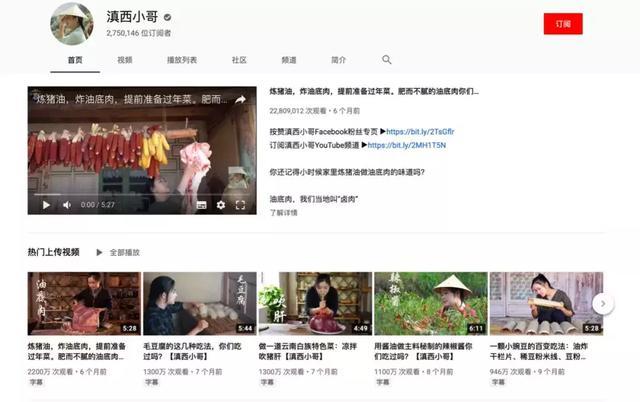 滇西小哥
2,750,146 位订阅者
订阅
首页 视频 播放列表 社区 频道 简介
炼猪油，炸油底肉，提前准备过年菜。肥而...
0:00 / 5:27
炼猪油，炸油底肉，提前准备过年菜。肥而不腻的油底肉你们...
22,809,012 次观看 • 6 个月前
按赞滇西小哥Facebook粉丝专页 ▶https://bit.ly/2TsGflr
订阅滇西小哥YouTube频道 ▶https://bit.ly/2MH1T5N
你还记得小时候家里炼猪油做油底肉的味道吗?
油底肉，我们当地叫“卤肉”
了解详情
热门上传视频 ▶ 全部播放
油底肉
5:28
炼猪油，炸油底肉，提前准备过年菜。肥而不腻的油底肉...
2200万 次观看 • 6 个月前
字幕
毛豆腐
5:44
毛豆腐的这几种吃法，你们吃过吗? 【滇西小哥】
1300万 次观看 • 7 个月前
字幕
吹肝
4:49
做一道云南白族特色菜：凉拌吹猪肝【滇西小哥】
1300万 次观看 • 7 个月前
字幕
辣椒酱
6:11
用酱油做主料秘制的辣椒酱你们吃过吗? 【滇西小哥】
1100万 次观看 • 8 个月前
字幕
5:28
一颗小豌豆的百变吃法：油炸干栏片、稀豆粉米线、豆粉...
946万 次观看 • 9 个月前
字幕